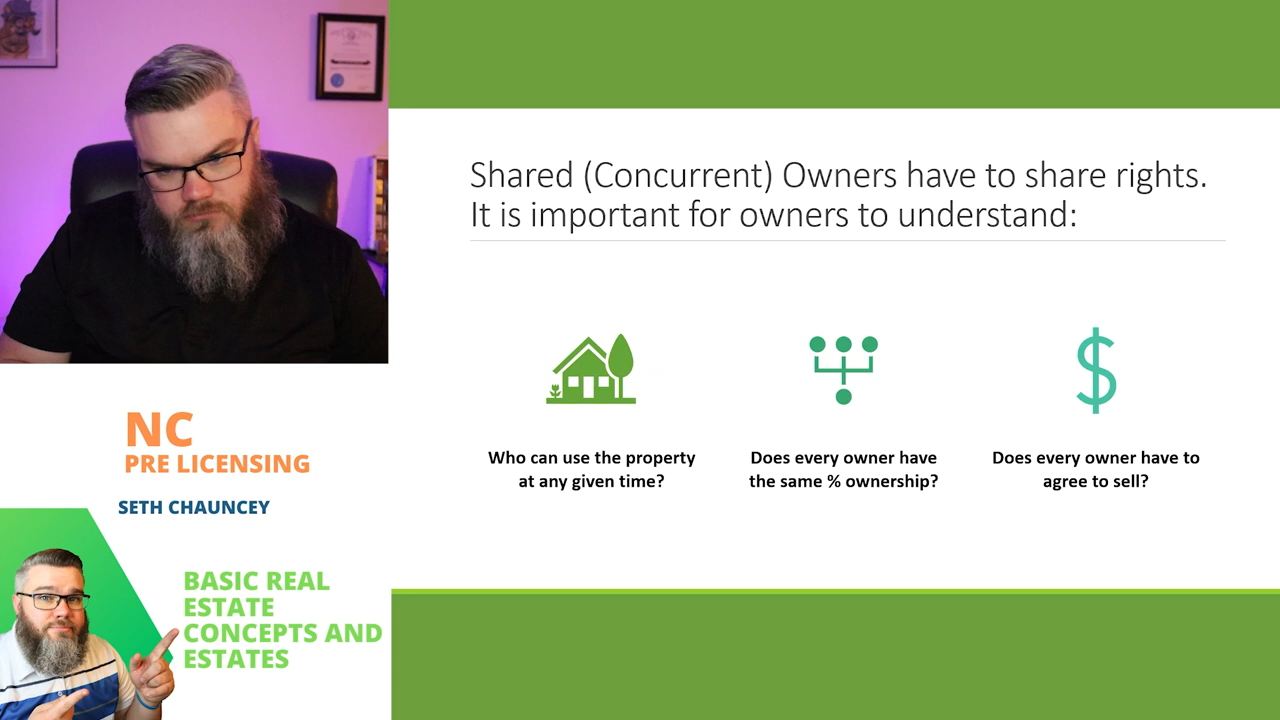 Shared (Concurrent) Owners have to share rights.
It is important for owners to understand:
Who can use the property
at any given time?
Does every owner have
the same % ownership?
Does every owner have to
agree to sell?
NC
PRE LICENSING
SETH CHAUNCEY
BASIC REAL
ESTATE
CONCEPTS AND
ESTATES